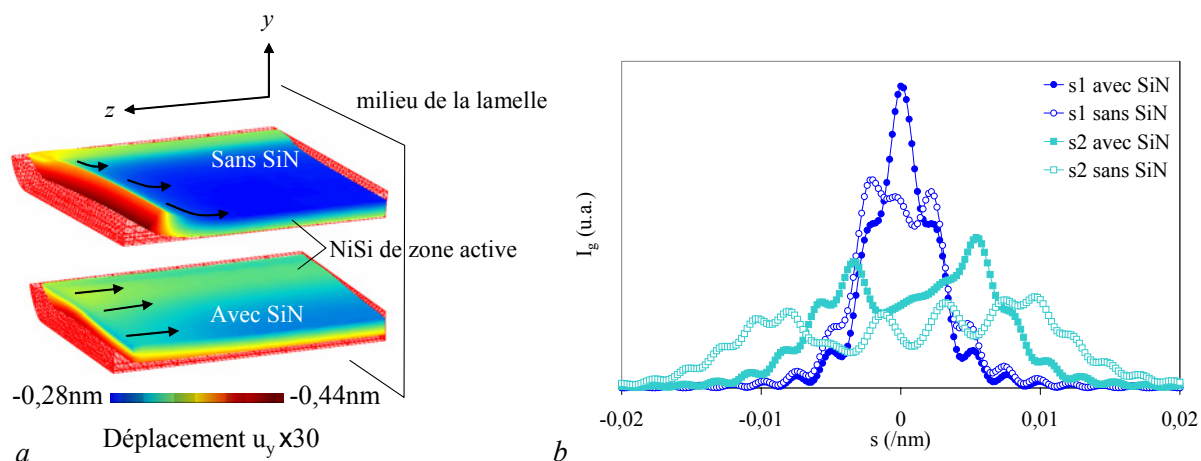 y
z
milieu de la lamelle
Sans SiN
NiSi de zone active
Avec SiN
-0,28nm
-0,44nm
Déplacement u_y x30
a
I_g (u.a.)
s1 avec SiN
s1 sans SiN
s2 avec SiN
s2 sans SiN
-0,02
-0,01
0
0,01
0,02
s (/nm)
b